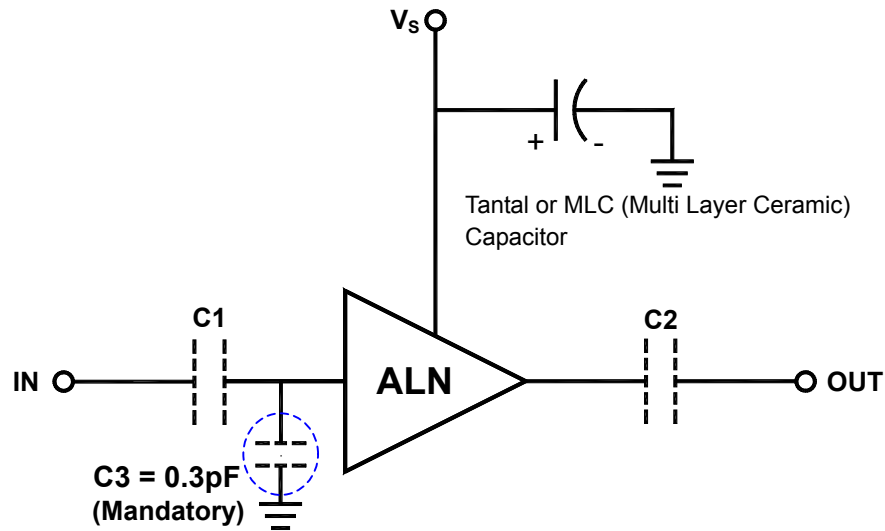 Vs
+ -
Tantal or MLC (Multi Layer Ceramic)
Capacitor
C1
C2
IN
ALN
OUT
C3 = 0.3pF
(Mandatory)